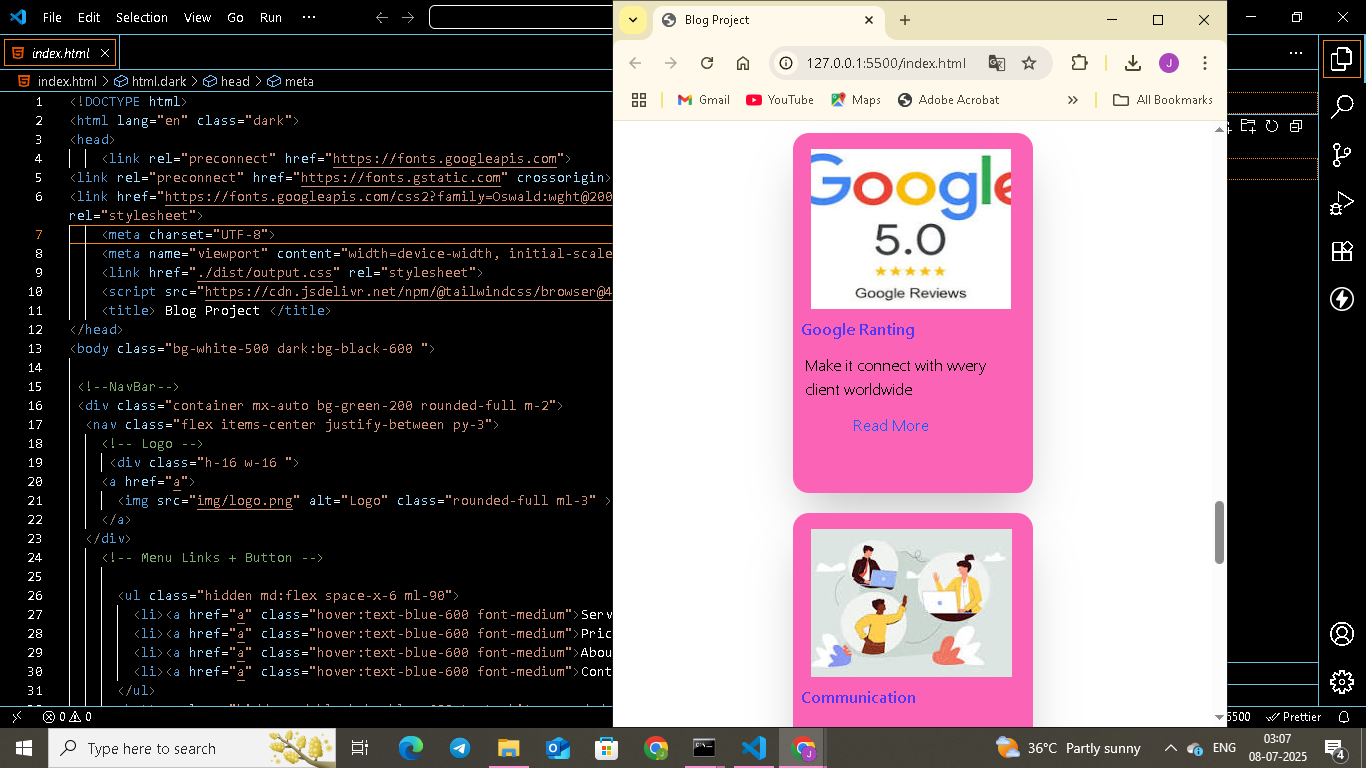 File Edit Selection View Go Run ···
index.html
index.html > html.dark > head > meta
1 <!DOCTYPE html>
2 <html lang="en" class="dark">
3 <head>
4 <link rel="preconnect" href="https://fonts.googleapis.com">
5 <link rel="preconnect" href="https://fonts.gstatic.com" crossorigin>
6 <link href="https://fonts.googleapis.com/css2?family=Oswald:wght@200
rel="stylesheet">
7 <meta charset="UTF-8">
8 <meta name="viewport" content="width=device-width, initial-scale
9 <link href="./dist/output.css" rel="stylesheet">
10 <script src="https://cdn.jsdelivr.net/npm/@tailwindcss/browser@4
11 <title> Blog Project </title>
12 </head>
13 <body class="bg-white-500 dark:bg-black-600 ">
14
15 <!--NavBar-->
16 <div class="container mx-auto bg-green-200 rounded-full m-2">
17 <nav class="flex items-center justify-between py-3">
18 <!-- Logo -->
19 <div class="h-16 w-16 ">
20 <a href="a">
21 <img src="img/logo.png" alt="Logo" class="rounded-full ml-3" >
22 </a>
23 </div>
24 <!-- Menu Links + Button -->
25
26 <ul class="hidden md:flex space-x-6 ml-90">
27 <li><a href="a" class="hover:text-blue-600 font-medium">Serv
28 <li><a href="a" class="hover:text-blue-600 font-medium">Pric
29 <li><a href="a" class="hover:text-blue-600 font-medium">Abou
30 <li><a href="a" class="hover:text-blue-600 font-medium">Cont
31 </ul>
0 0
5500 Prettier
Blog Project
127.0.0.1:5500/index.html
J
Gmail YouTube Maps Adobe Acrobat » All Bookmarks
Google
5.0
Google Reviews
Google Ranting
Make it connect with wvery
client worldwide
Read More
Communication
Type here to search
36°C Partly sunny
ENG
03:07
08-07-2025
4